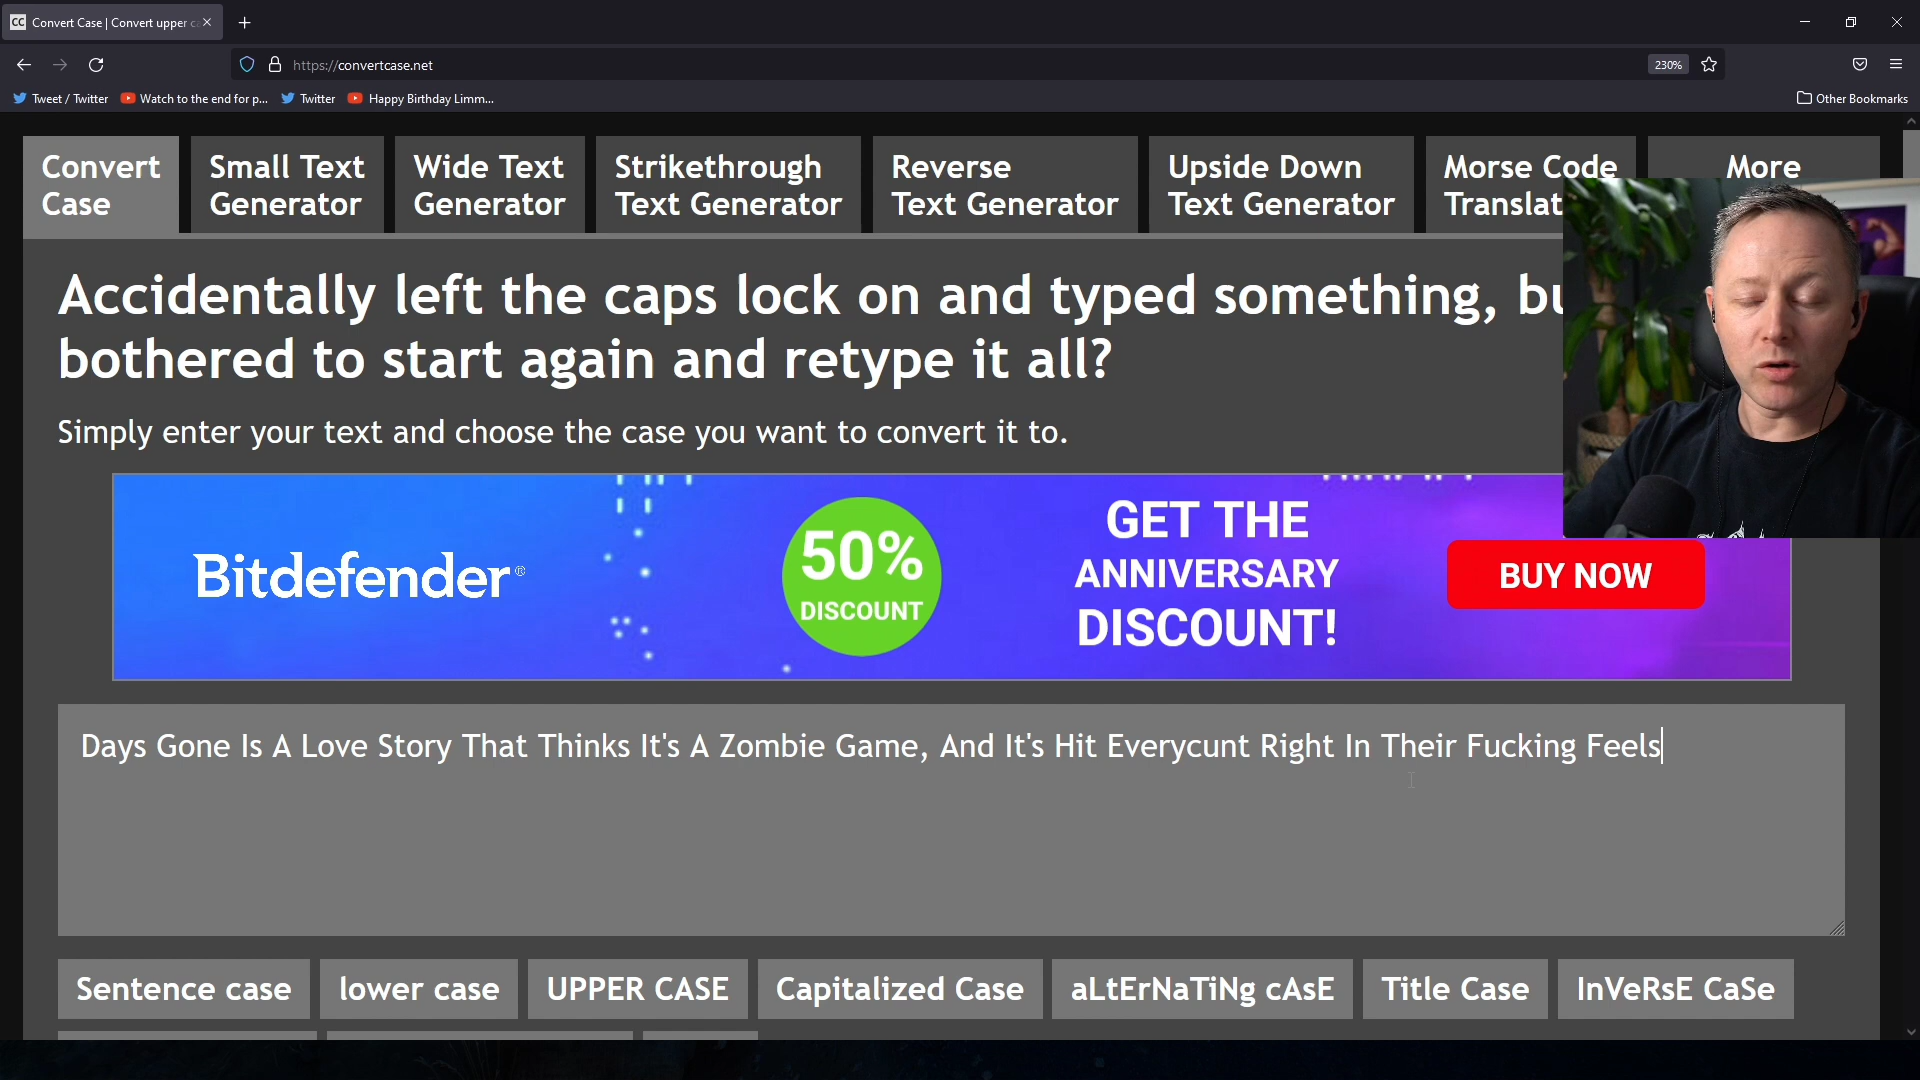 CC Convert Case | Convert upper ca
https://convertcase.net
230%
Tweet / Twitter
Watch to the end for p...
Twitter
Happy Birthday Limm...
Other Bookmarks
Convert
Case
Small Text
Generator
Wide Text
Generator
Strikethrough
Text Generator
Reverse
Text Generator
Upside Down
Text Generator
Morse Code
Translat
More
Accidentally left the caps lock on and typed something, bu
bothered to start again and retype it all?
Simply enter your text and choose the case you want to convert it to.
Bitdefender®
50%
DISCOUNT
GET THE
ANNIVERSARY
DISCOUNT!
BUY NOW
Days Gone Is A Love Story That Thinks It's A Zombie Game, And It's Hit Everycunt Right In Their Fucking Feels
Sentence case
lower case
UPPER CASE
Capitalized Case
aLtErNaTiNg cAsE
Title Case
InVeRsE CaSe